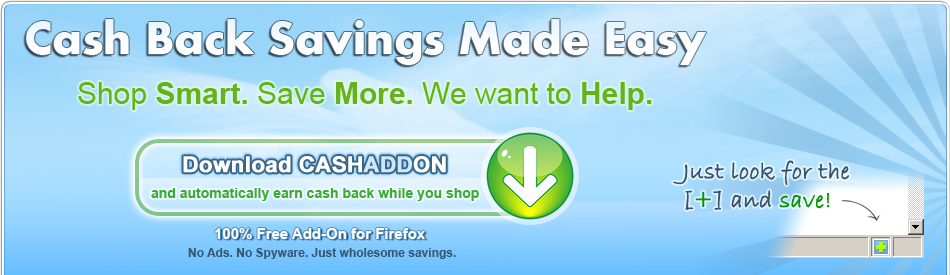 Cash Back Savings Made Easy
Shop Smart. Save More. We want to Help.
Download CASHADDON
and automatically earn cash back while you shop
100% Free Add-On for Firefox
No Ads. No Spyware. Just wholesome savings.
Just look for the
[+] and save!